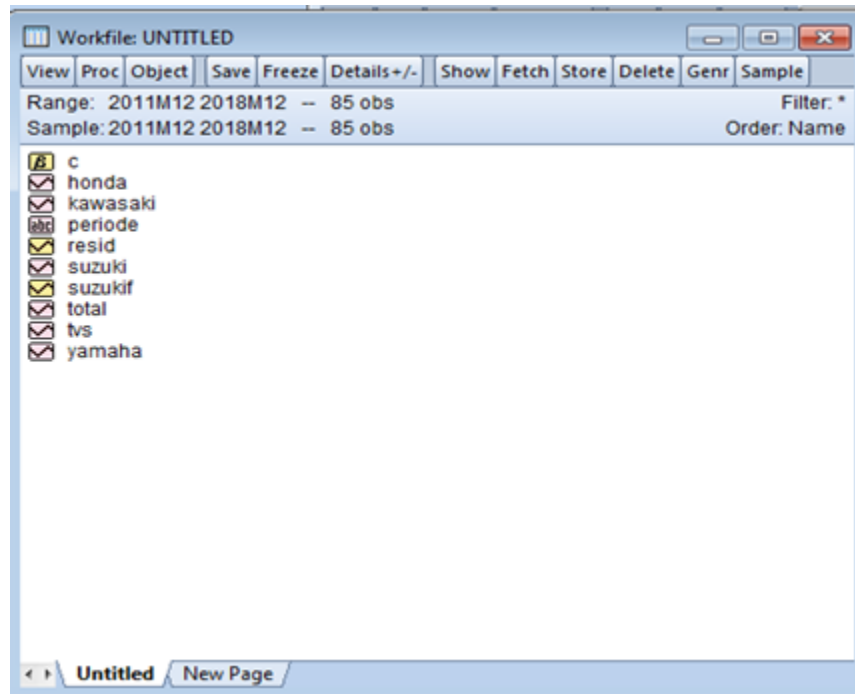 Workfile: UNTITLED
View Proc Object Save Freeze Details+/- Show Fetch Store Delete Genr Sample
Range: 2011M12 2018M12 -- 85 obs Filter: *
Sample: 2011M12 2018M12 -- 85 obs Order: Name
β c
honda
kawasaki
abc periode
resid
suzuki
suzukif
total
tvs
yamaha
Untitled New Page